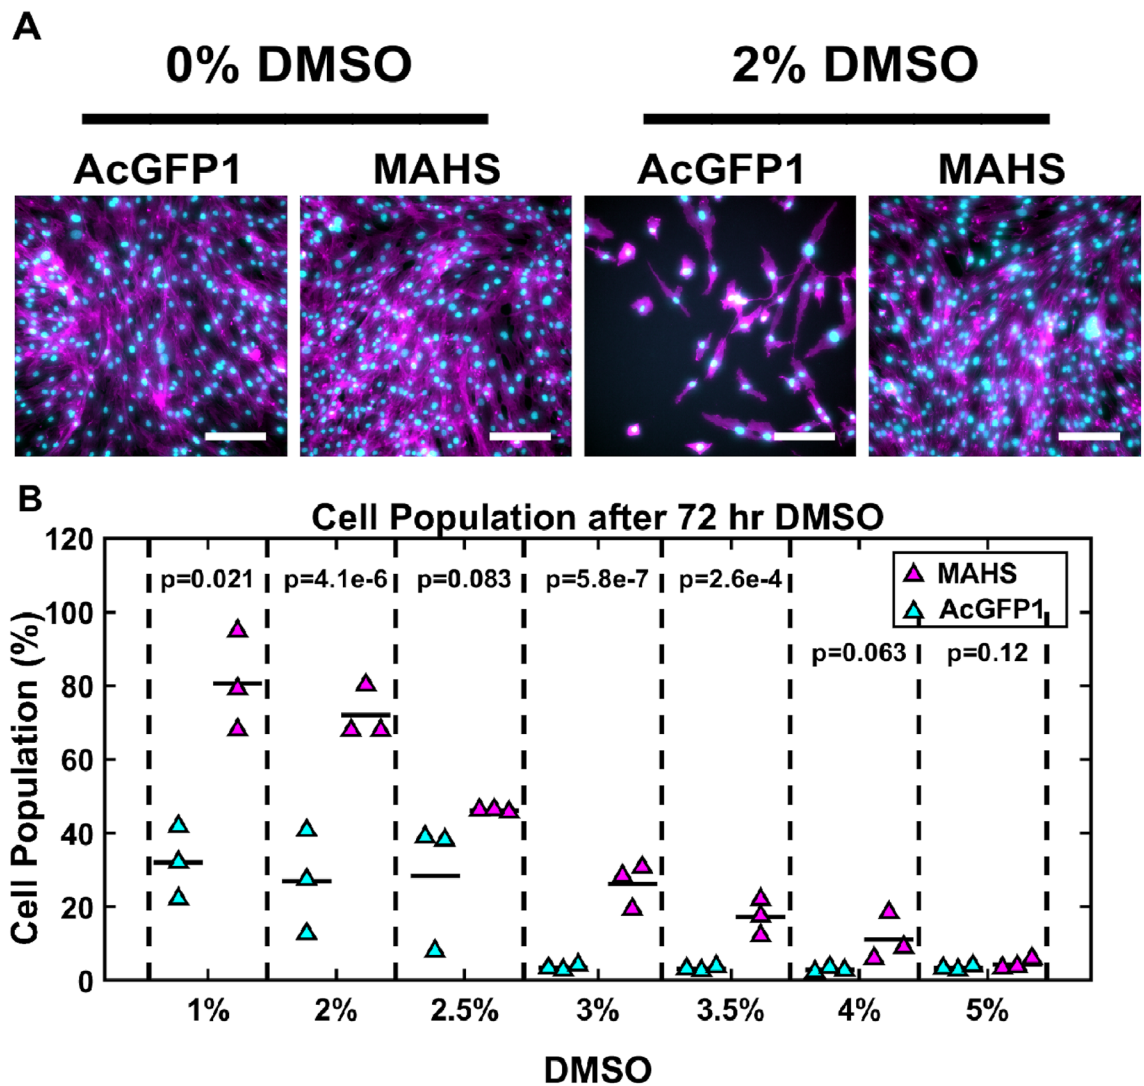 A
0% DMSO
2% DMSO
AcGFP1
MAHS
AcGFP1
MAHS
B
Cell Population after 72 hr DMSO
Cell Population (%)
120
100
80
60
40
20
0
p=0.021
p=4.1e-6
p=0.083
p=5.8e-7
p=2.6e-4
p=0.063
p=0.12
MAHS
AcGFP1
1%
2%
2.5%
3%
3.5%
4%
5%
DMSO